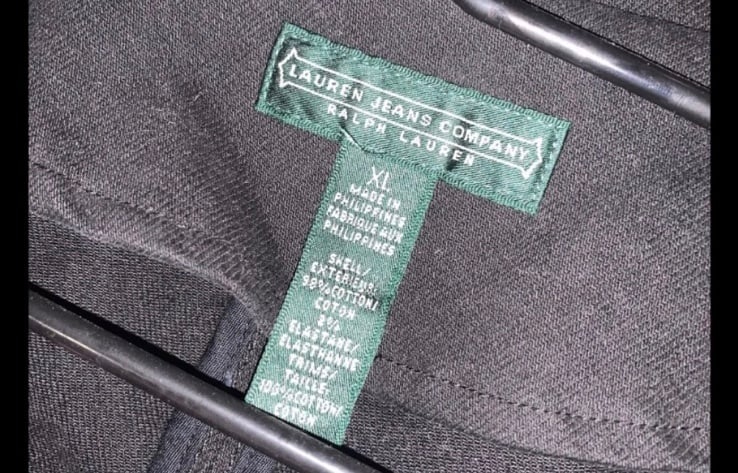 LAUREN JEANS COMPANY
RALPH LAUREN
XL
MADE IN
PHILIPPINES
FABRIQUE AUX
PHILIPPINES
SHELL/
EXTERIEUR:
98% COTTON/
COTON
2%
ELASTANE/
ELASTHANNE
TRIM/
TAILLE
100% COTTON/
COTON